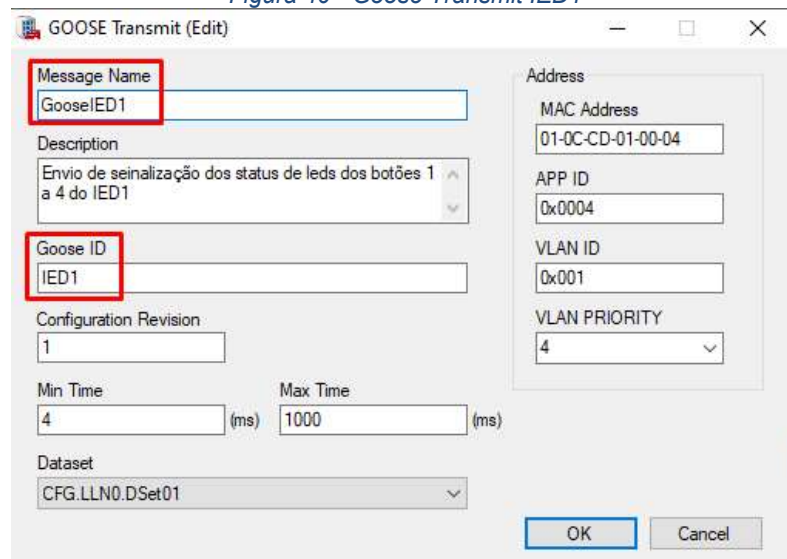 Figura 40 - Goose Transmit IED1
GOOSE Transmit (Edit)
Message Name
GooseIED1
Description
Envio de seinalização dos status de leds dos botões 1
a 4 do IED1
Goose ID
IED1
Configuration Revision
1
Min Time
4
(ms)
Max Time
1000
(ms)
Dataset
CFG.LLN0.DSet01
Address
MAC Address
01-0C-CD-01-00-04
APP ID
0x0004
VLAN ID
0x001
VLAN PRIORITY
4
OK
Cancel